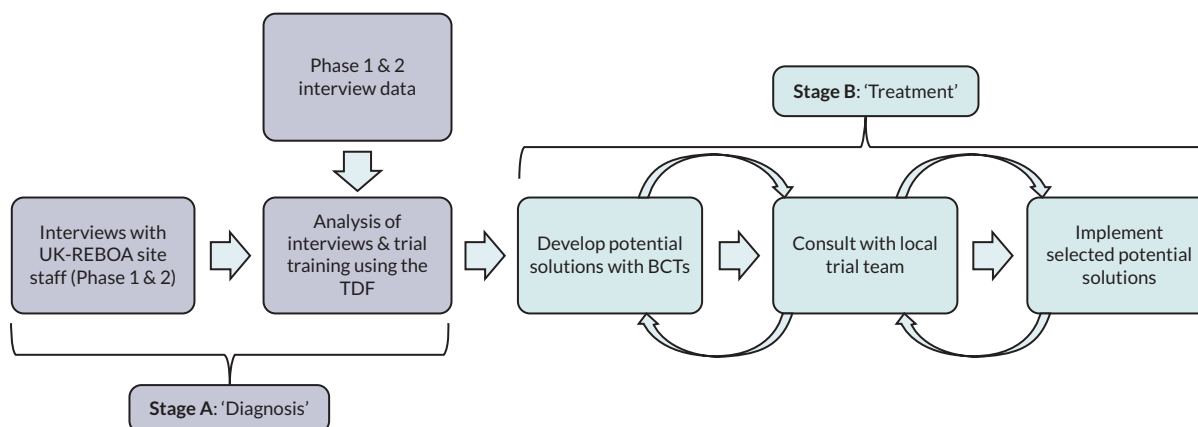 Phase 1 & 2
interview data
Stage B: ‘Treatment’
Interviews with
UK-REBOA site
staff (Phase 1 & 2)
Analysis of
interviews & trial
training using the
TDF
Develop potential
solutions with BCTs
Consult with local
trial team
Implement
selected potential
solutions
Stage A: ‘Diagnosis’